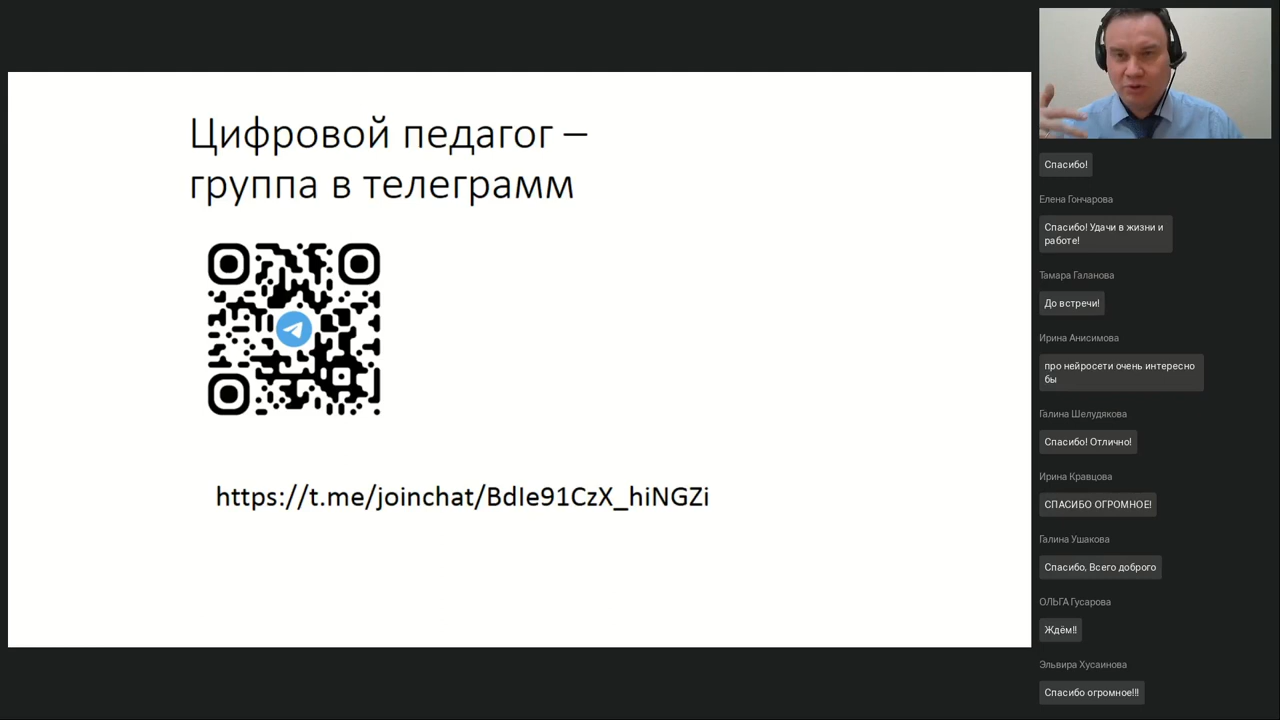 Цифровой педагог –
группа в телеграмм
https://t.me/joinchat/BdIe91CzX_hiNGZi
Спасибо!
Елена Гончарова
Спасибо! Удачи в жизни и
работе!
Тамара Галанова
До встречи!
Ирина Анисимова
про нейросети очень интересно
бы
Галина Шелудякова
Спасибо! Отлично!
Ирина Кравцова
СПАСИБО ОГРОМНОЕ!
Галина Ушакова
Спасибо, Всего доброго
ОЛЬГА Гусарова
Ждём!!
Эльвира Хусаинова
Спасибо огромное!!!